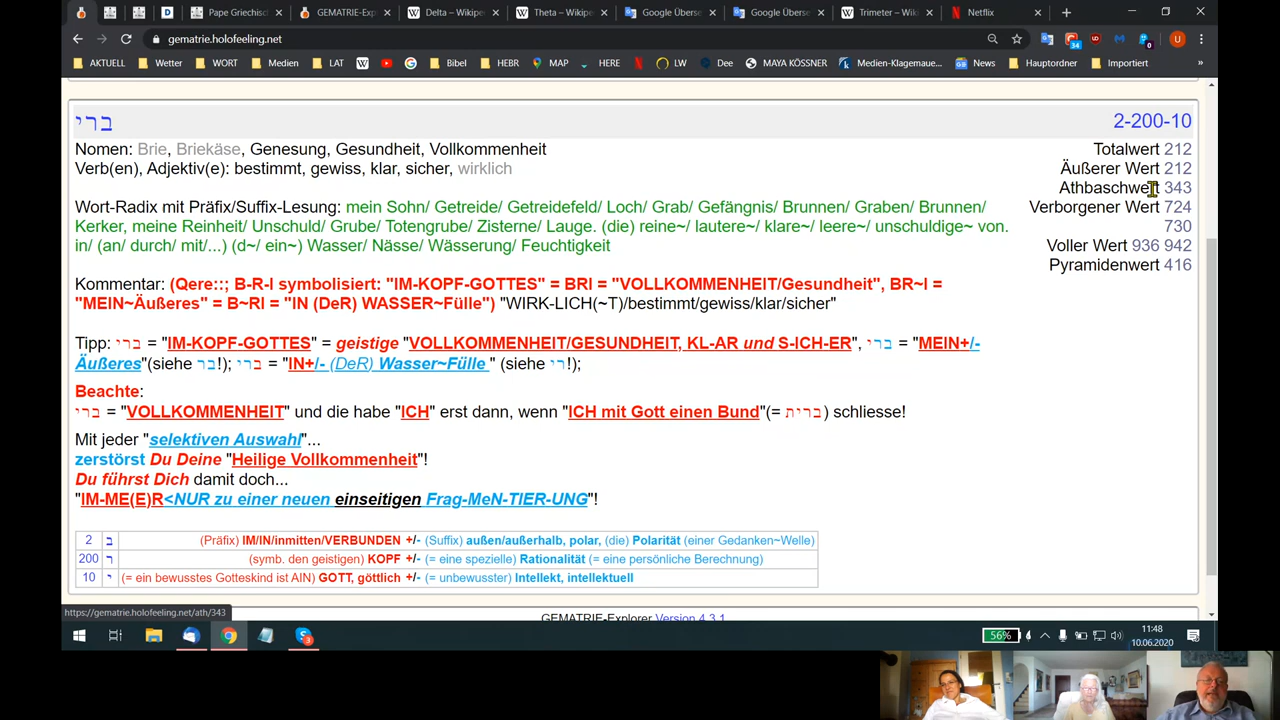 Pape Griechisc
GEMATRIE-Exp
Delta – Wikipe
Theta – Wikipe
Google Überse
Google Überse
Trimeter – Wiki
Netflix
gematrie.holofeeling.net
AKTUELL Wetter WORT Medien LAT Bibel HEBR MAP HERE LW Dee MAYA KÖSSNER Medien-Klagemaue... News Hauptordner Importiert »
ברי 2-200-10
Nomen: Brie, Briekäse, Genesung, Gesundheit, Vollkommenheit
Verb(en), Adjektiv(e): bestimmt, gewiss, klar, sicher, wirklich
Totalwert 212
Äußerer Wert 212
Athbaschwert 343
Verborgener Wert 724
730
Voller Wert 936 942
Pyramidenwert 416
Wort-Radix mit Präfix/Suffix-Lesung: mein Sohn/ Getreide/ Getreidefeld/ Loch/ Grab/ Gefängnis/ Brunnen/ Graben/ Brunnen/
Kerker, meine Reinheit/ Unschuld/ Grube/ Totengrube/ Zisterne/ Lauge. (die) reine~/ lautere~/ klare~/ leere~/ unschuldige~ von.
in/ (an/ durch/ mit/...) (d~/ ein~) Wasser/ Nässe/ Wässerung/ Feuchtigkeit
Kommentar: (Qere::; B-R-I symbolisiert: "IM-KOPF-GOTTES" = BRI = "VOLLKOMMENHEIT/Gesundheit", BR~I =
"MEIN~Äußeres" = B~RI = "IN (DeR) WASSER~Fülle") "WIRK-LICH(~T)/bestimmt/gewiss/klar/sicher"
Tipp: ברי = "IM-KOPF-GOTTES" = geistige "VOLLKOMMENHEIT/GESUNDHEIT, KL-AR und S-ICH-ER", ברי = "MEIN+/-
Äußeres"(siehe בר!); ברי = "IN+/- (DeR) Wasser~Fülle " (siehe רי!);
Beachte:
ברי = "VOLLKOMMENHEIT" und die habe "ICH" erst dann, wenn "ICH mit Gott einen Bund"(= ברית) schliesse!
Mit jeder "selektiven Auswahl"...
zerstörst Du Deine "Heilige Vollkommenheit"!
Du führst Dich damit doch...
"IM-ME(E)R<NUR zu einer neuen einseitigen Frag-MeN-TIER-UNG"!
2 ב (Präfix) IM/IN/inmitten/VERBUNDEN +/- (Suffix) außen/außerhalb, polar, (die) Polarität (einer Gedanken~Welle)
200 ר (symb. den geistigen) KOPF +/- (= eine spezielle) Rationalität (= eine persönliche Berechnung)
10 י (= ein bewusstes Gotteskind ist AIN) GOTT, göttlich +/- (= unbewusster) Intellekt, intellektuell
https://gematrie.holofeeling.net/ath/343
GEMATRIE-Explorer Version 4.3.1
56%
11:48
10.06.2020